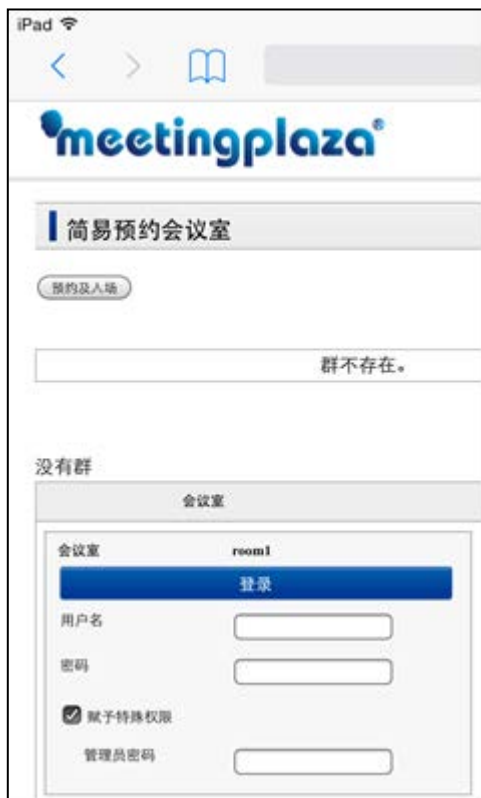 iPad
meetingplaza®
简易预约会议室
预约及入场
群不存在。
没有群
会议室
会议室 room1
登录
用户名
密码
赋予特殊权限
管理员密码